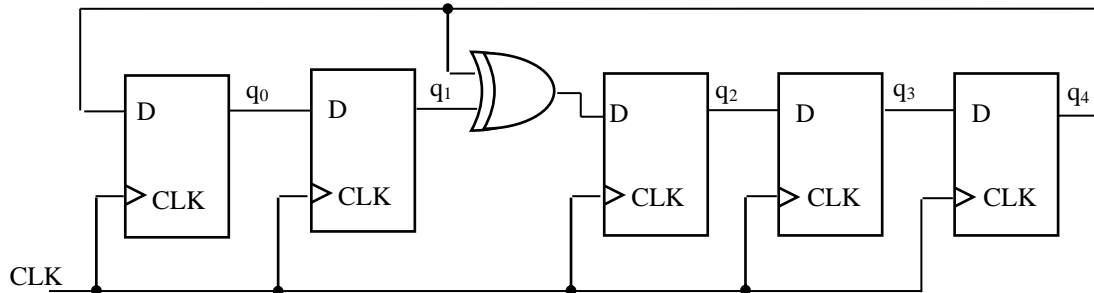 q₀ q₁ q₂ q₃ q₄
D D D D D
CLK CLK CLK CLK CLK
CLK